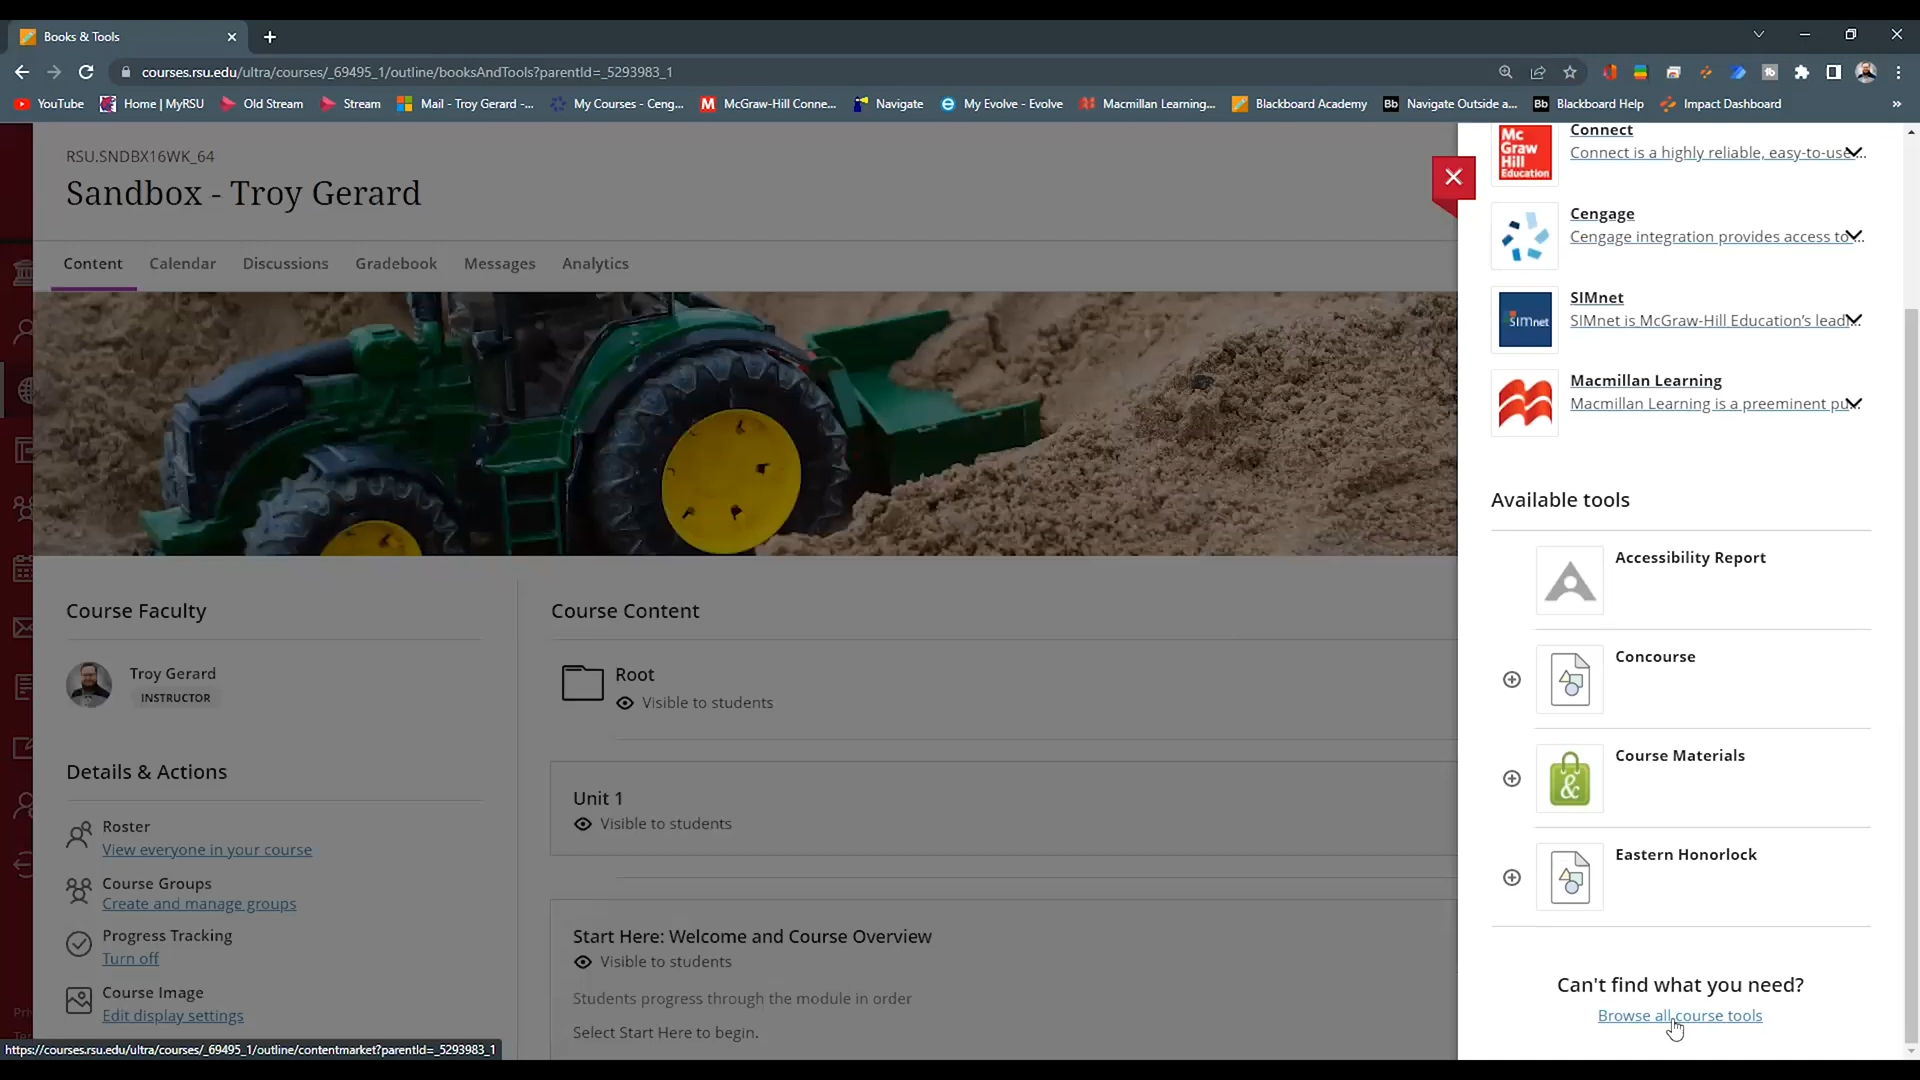 Books & Tools
courses.rsu.edu/ultra/courses/_69495_1/outline/booksAndTools?parentId=_5293983_1
YouTube
Home | MyRSU
Old Stream
Stream
Mail - Troy Gerard -...
My Courses - Ceng...
McGraw-Hill Conne...
Navigate
My Evolve - Evolve
Macmillan Learning...
Blackboard Academy
Bb Navigate Outside a...
Bb Blackboard Help
Impact Dashboard
»
RSU.SNDBX16WK_64
Sandbox - Troy Gerard
Content
Calendar
Discussions
Gradebook
Messages
Analytics
Course Faculty
Troy Gerard
INSTRUCTOR
Details & Actions
Roster
View everyone in your course
Course Groups
Create and manage groups
Progress Tracking
Turn off
Course Image
Edit display settings
Course Content
Root
Visible to students
Unit 1
Visible to students
Start Here: Welcome and Course Overview
Visible to students
Students progress through the module in order
Select Start Here to begin.
Mc
Graw
Hill
Education
Connect
Connect is a highly reliable, easy-to-use...
Cengage
Cengage integration provides access to...
simnet
SIMnet
SIMnet is McGraw-Hill Education's lead...
Macmillan Learning
Macmillan Learning is a preeminent pu...
Available tools
Accessibility Report
Concourse
&
Course Materials
Eastern Honorlock
Can't find what you need?
Browse all course tools
https://courses.rsu.edu/ultra/courses/_69495_1/outline/contentmarket?parentId=_5293983_1